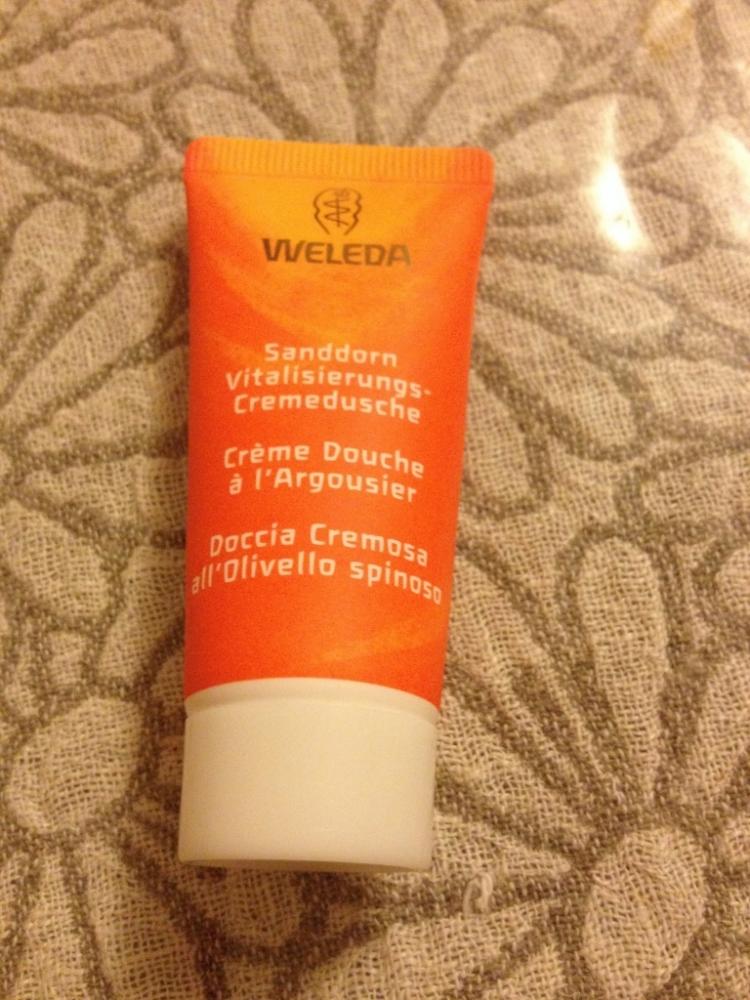 WELEDA
Sanddorn
Vitalisierungs-
Cremedusche
Crème Douche
à l'Argousier
Doccia Cremosa
all'Olivello spinoso